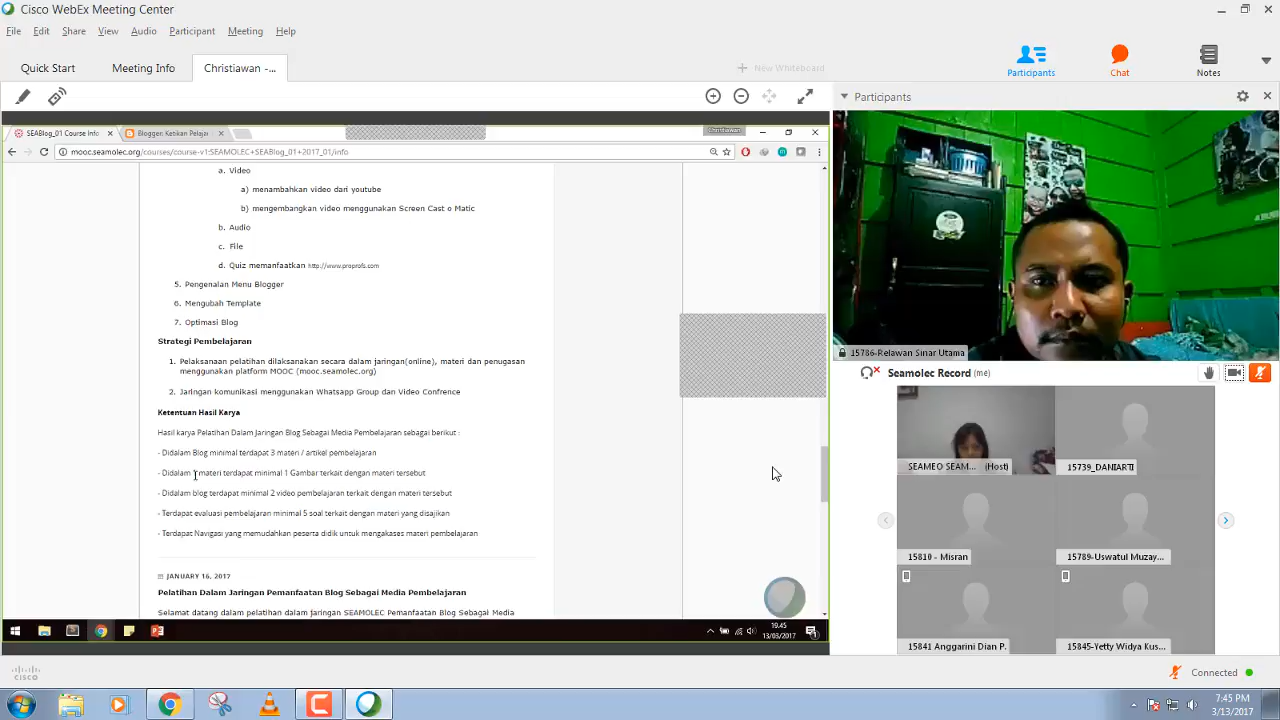 Cisco WebEx Meeting Center
File Edit Share View Audio Participant Meeting Help
Quick Start Meeting Info Christiawan -...
New Whiteboard
Participants Chat Notes
Participants
SEABlog_01 Course Info
Blogger: Ketikan Pelajar
Christiawan
mooc.seamolec.org/courses/course-v1:SEAMOLEC+SEABlog_01+2017_01/info
a. Video
a) menambahkan video dari youtube
b) mengembangkan video menggunakan Screen Cast o Matic
b. Audio
c. File
d. Quiz memanfaatkan http://www.proprofs.com
5. Pengenalan Menu Blogger
6. Mengubah Template
7. Optimasi Blog
Strategi Pembelajaran
1. Pelaksanaan pelatihan dilaksanakan secara dalam jaringan(online), materi dan penugasan
menggunakan platform MOOC (mooc.seamolec.org)
2. Jaringan komunikasi menggunakan Whatsapp Group dan Video Confrence
Ketentuan Hasil Karya
Hasil karya Pelatihan Dalam Jaringan Blog Sebagai Media Pembelajaran sebagai berikut :
- Didalam Blog minimal terdapat 3 materi / artikel pembelajaran
- Didalam materi terdapat minimal 1 Gambar terkait dengan materi tersebut
- Didalam blog terdapat minimal 2 video pembelajaran terkait dengan materi tersebut
- Terdapat evaluasi pembelajaran minimal 5 soal terkait dengan materi yang disajikan
- Terdapat Navigasi yang memudahkan peserta didik untuk mengakases materi pembelajaran
JANUARY 16, 2017
Pelatihan Dalam Jaringan Pemanfaatan Blog Sebagai Media Pembelajaran
Selamat datang dalam pelatihan dalam jaringan SEAMOLEC Pemanfaatan Blog Sebagai Media
19.45
13/03/2017
15786-Relawan Sinar Utama
Seamolec Record (me)
SEAMEO SEAM... (Host)
15739_DANIARTI
15810 - Misran
15789-Uswatul Muzay...
15841 Anggarini Dian P.
15845-Yetty Widya Kus...
cisco
Connected
7:45 PM
3/13/2017